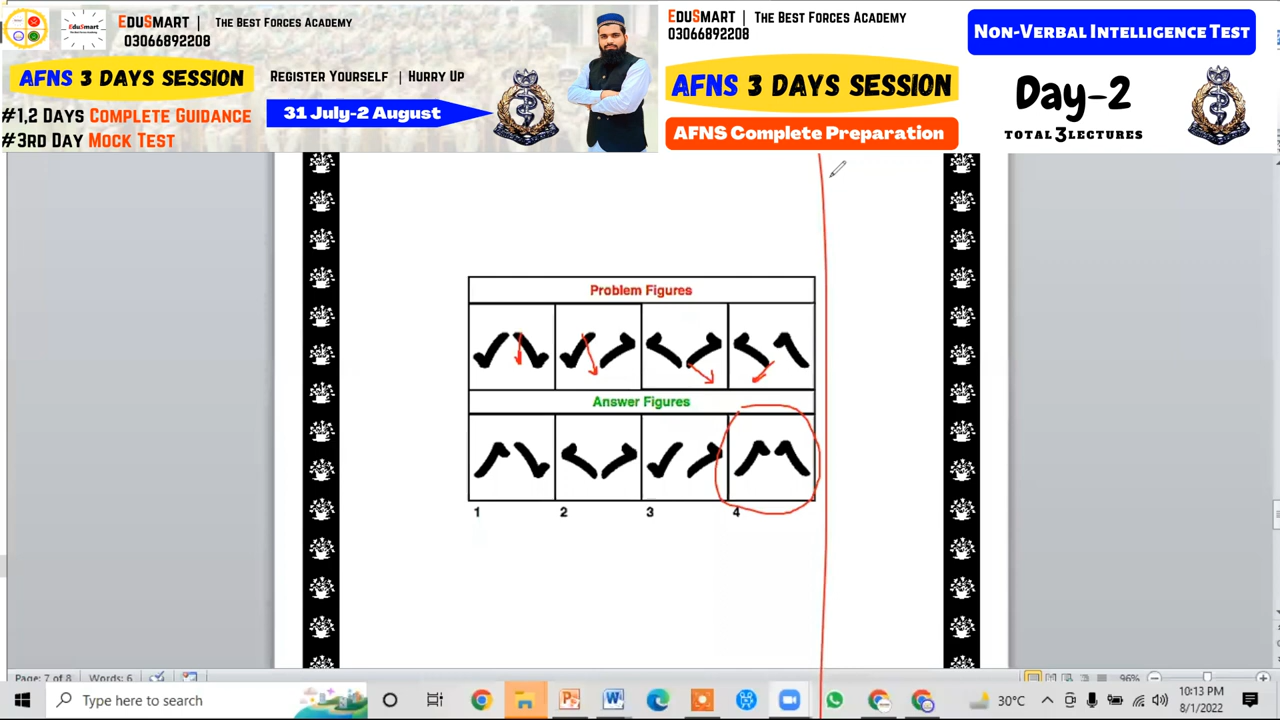 EDUSMART | THE BEST FORCES ACADEMY
03066892208
AFNS 3 DAYS SESSION
REGISTER YOURSELF | HURRY UP
#1,2 DAYS COMPLETE GUIDANCE
31 July-2 August
#3RD DAY MOCK TEST
EDUSMART | THE BEST FORCES ACADEMY
03066892208
AFNS 3 DAYS SESSION
AFNS Complete Preparation
NON-VERBAL INTELLIGENCE TEST
Day-2
TOTAL 3 LECTURES
EduSmart
Problem Figures
Answer Figures
1 2 3 4
Page: 7 of 8 Words: 6 96%
Type here to search 30°C 10:13 PM
8/1/2022